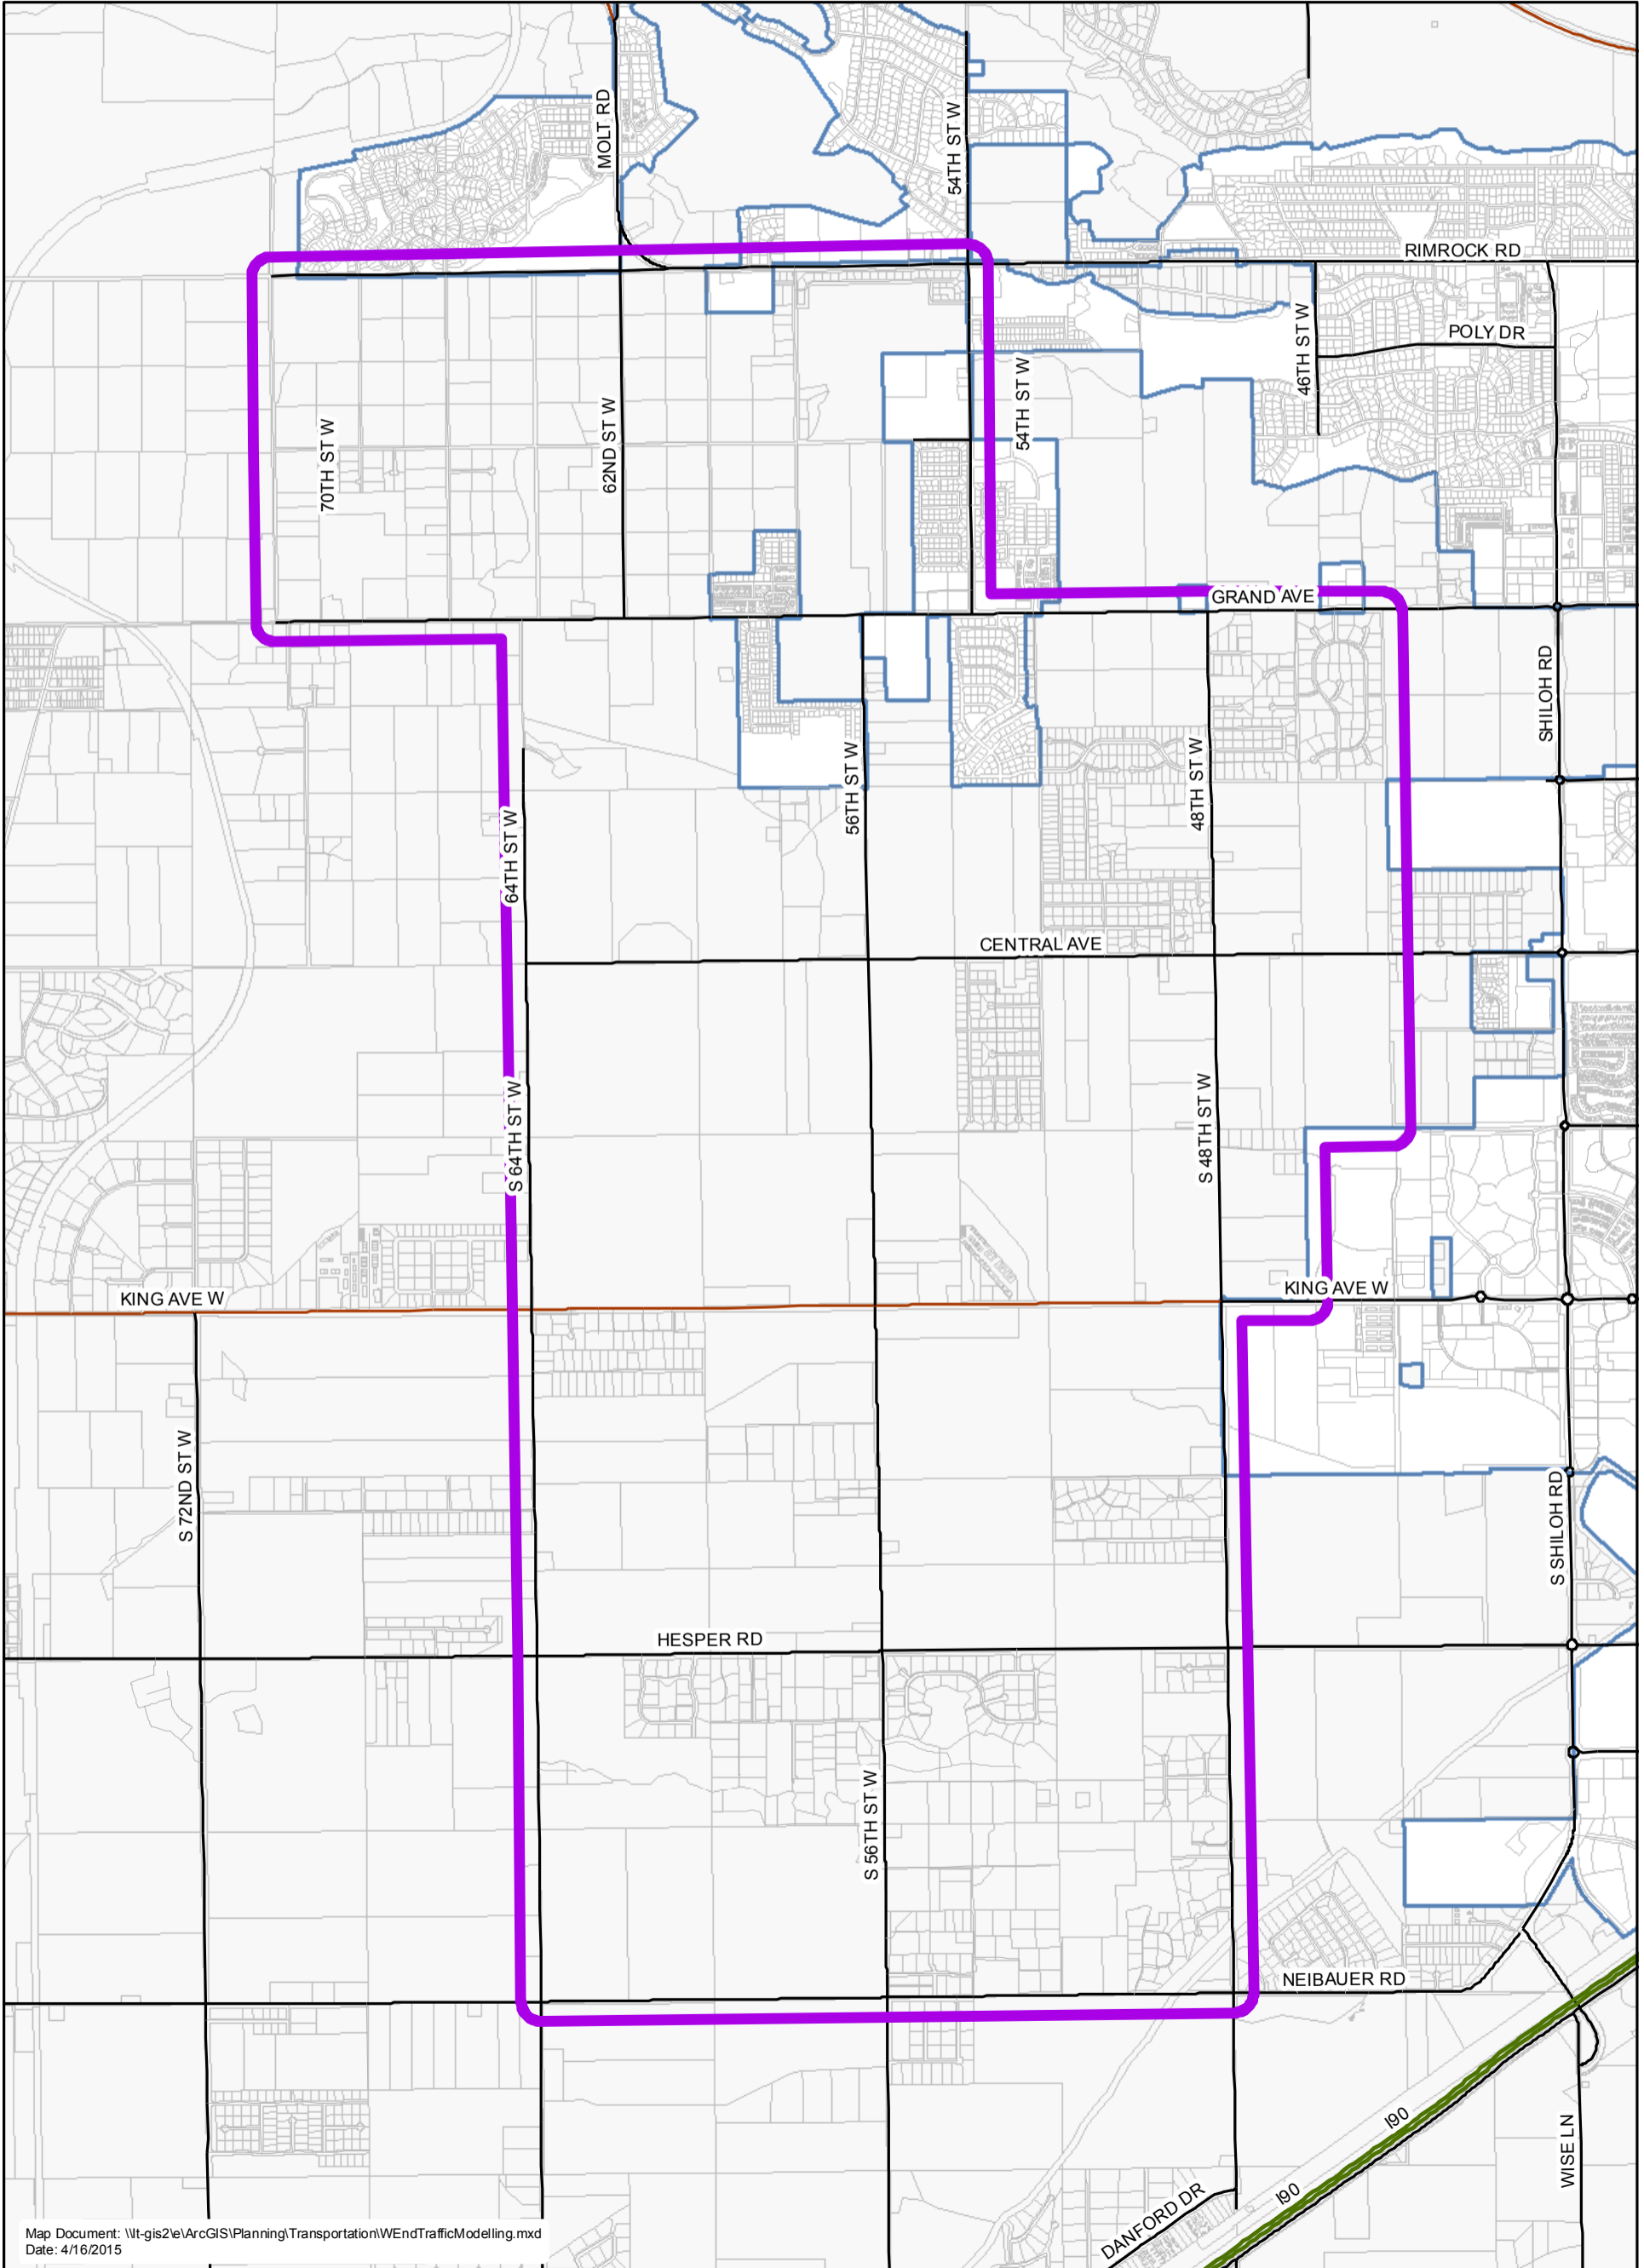 MOLT RD
54TH ST W
RIMROCK RD
POLY DR
46TH ST W
54TH ST W
62ND ST W
70TH ST W
GRAND AVE
SHILOH RD
56TH ST W
48TH ST W
64TH ST W
CENTRAL AVE
S 48TH ST W
S 64TH ST W
KING AVE W
KING AVE W
S 72ND ST W
S SHILOH RD
HESPER RD
S 56TH ST W
NEIBAUER RD
I90
WISE LN
I90
DANFORD DR
Map Document: \\It-gis2\e\ArcGIS\Planning\Transportation\WEndTrafficModelling.mxd
Date: 4/16/2015